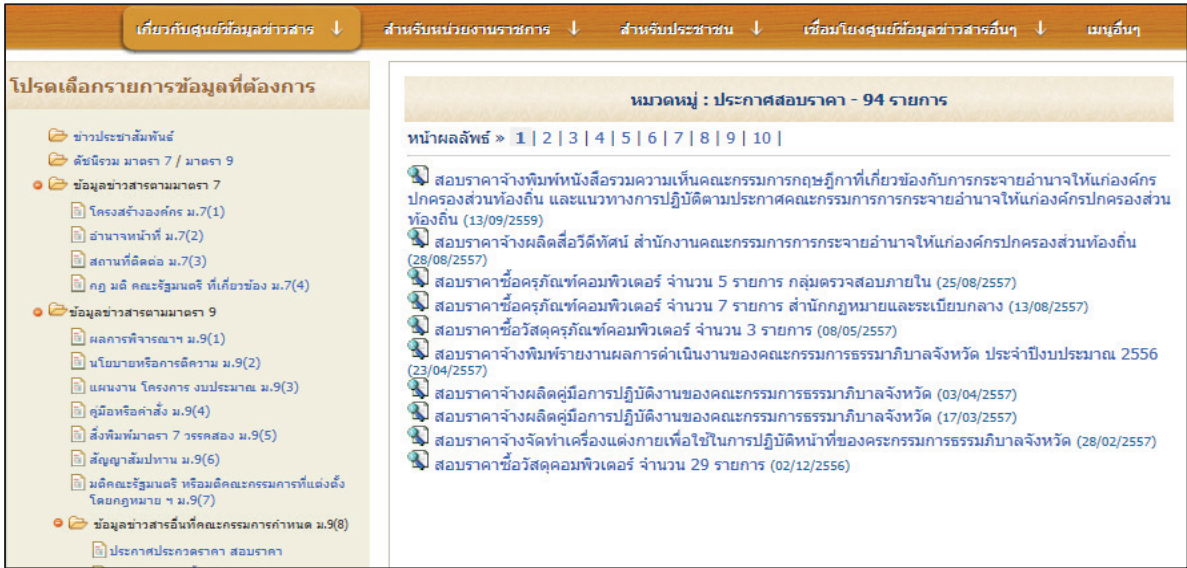 เกี่ยวกับศูนย์ข้อมูลข่าวสาร ↓ สำหรับหน่วยงานราชการ ↓ สำหรับประชาชน ↓ เชื่อมโยงศูนย์ข้อมูลข่าวสารอื่นๆ ↓ เมนูอื่นๆ
โปรดเลือกรายการข้อมูลที่ต้องการ
ข่าวประชาสัมพันธ์
ดัชนีรวม มาตรา 7 / มาตรา 9
ข้อมูลข่าวสารตามมาตรา 7
โครงสร้างองค์กร ม.7(1)
อำนาจหน้าที่ ม.7(2)
สถานที่ติดต่อ ม.7(3)
กฎ มติ คณะรัฐมนตรี ที่เกี่ยวข้อง ม.7(4)
ข้อมูลข่าวสารตามมาตรา 9
ผลการพิจารณาฯ ม.9(1)
นโยบายหรือการตีความ ม.9(2)
แผนงาน โครงการ งบประมาณ ม.9(3)
คู่มือหรือคำสั่ง ม.9(4)
สิ่งพิมพ์มาตรา 7 วรรคสอง ม.9(5)
สัญญาสัมปทาน ม.9(6)
มติคณะรัฐมนตรี หรือมติคณะกรรมการที่แต่งตั้ง
โดยกฎหมาย ฯ ม.9(7)
ข้อมูลข่าวสารอื่นที่คณะกรรมการกำหนด ม.9(8)
ประกาศประกวดราคา สอบราคา
หมวดหมู่ : ประกาศสอบราคา - 94 รายการ
หน้าผลลัพธ์ » 1 | 2 | 3 | 4 | 5 | 6 | 7 | 8 | 9 | 10 |
สอบราคาจ้างพิมพ์หนังสือรวมความเห็นคณะกรรมการกฤษฎีกาที่เกี่ยวข้องกับการกระจายอำนาจให้แก่องค์กร
ปกครองส่วนท้องถิ่น และแนวทางการปฏิบัติตามประกาศคณะกรรมการการกระจายอำนาจให้แก่องค์กรปกครองส่วน
ท้องถิ่น (13/09/2559)
สอบราคาจ้างผลิตสื่อวีดีทัศน์ สำนักงานคณะกรรมการการกระจายอำนาจให้แก่องค์กรปกครองส่วนท้องถิ่น
(28/08/2557)
สอบราคาซื้อครุภัณฑ์คอมพิวเตอร์ จำนวน 5 รายการ กลุ่มตรวจสอบภายใน (25/08/2557)
สอบราคาซื้อครุภัณฑ์คอมพิวเตอร์ จำนวน 7 รายการ สำนักกฎหมายและระเบียบกลาง (13/08/2557)
สอบราคาซื้อวัสดุครุภัณฑ์คอมพิวเตอร์ จำนวน 3 รายการ (08/05/2557)
สอบราคาจ้างพิมพ์รายงานผลการดำเนินงานของคณะกรรมการธรรมาภิบาลจังหวัด ประจำปีงบประมาณ 2556
(23/04/2557)
สอบราคาจ้างผลิตคู่มือการปฏิบัติงานของคณะกรรมการธรรมาภิบาลจังหวัด (03/04/2557)
สอบราคาจ้างผลิตคู่มือการปฏิบัติงานของคณะกรรมการธรรมาภิบาลจังหวัด (17/03/2557)
สอบราคาจ้างจัดทำเครื่องแต่งกายเพื่อใช้ในการปฏิบัติหน้าที่ของคระกรรมการธรรมภิบาลจังหวัด (28/02/2557)
สอบราคาซื้อวัสดุคอมพิวเตอร์ จำนวน 29 รายการ (02/12/2556)